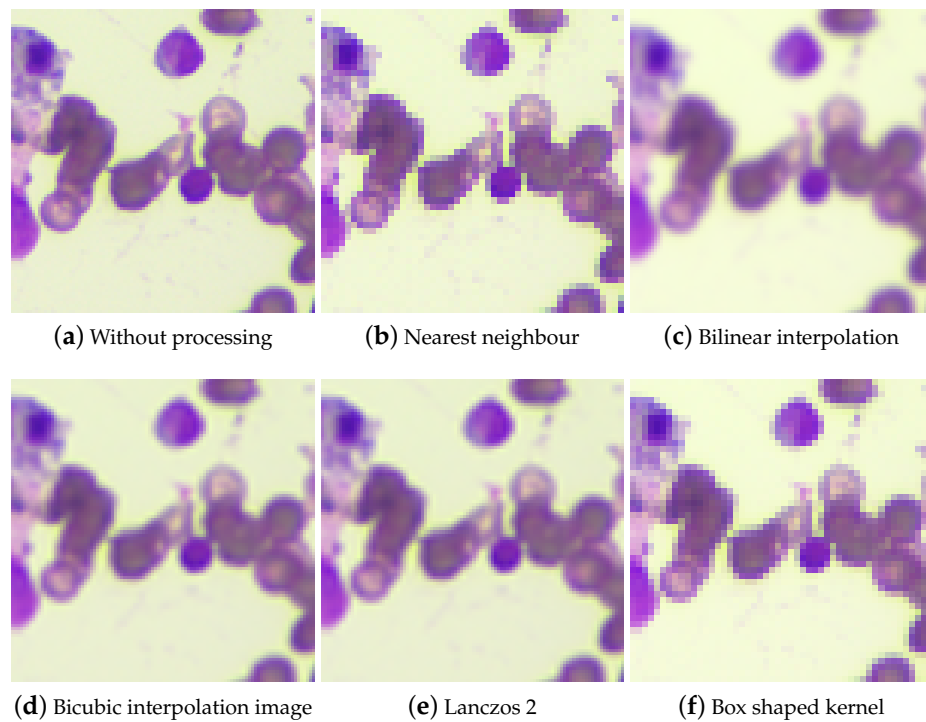 (a) Without processing
(b) Nearest neighbour
(c) Bilinear interpolation
(d) Bicubic interpolation image
(e) Lanczos 2
(f) Box shaped kernel